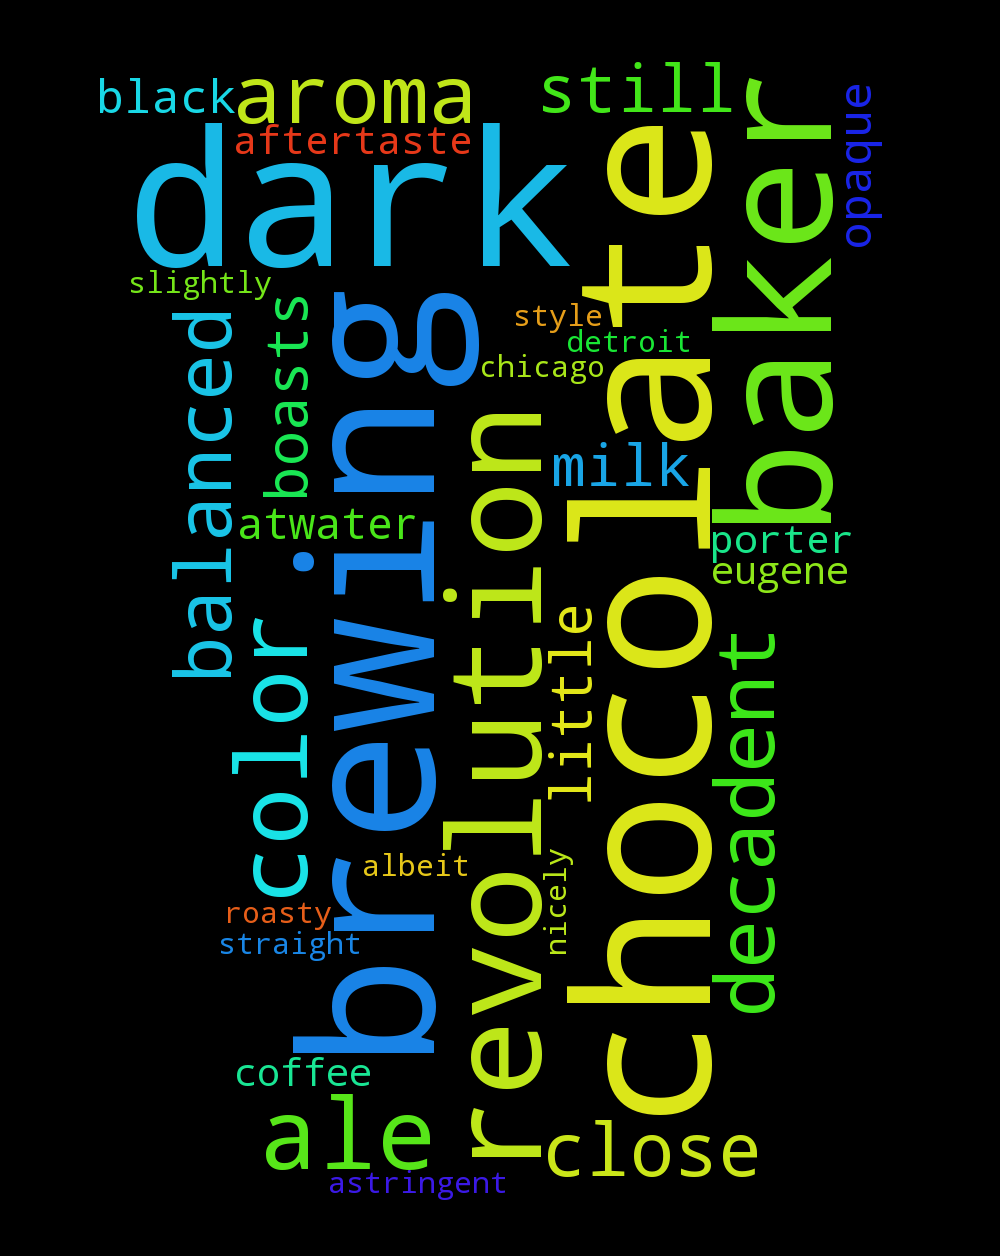 black
aroma
still
opaque
aftertaste
dark
baker
chocolate
slightly
boasts
balanced
brewing
style
detroit
chicago
revolution
milk
atwater
porter
eugene
little
color
decadent
albeit
nicely
roasty
straight
coffee
ale
close
astringent